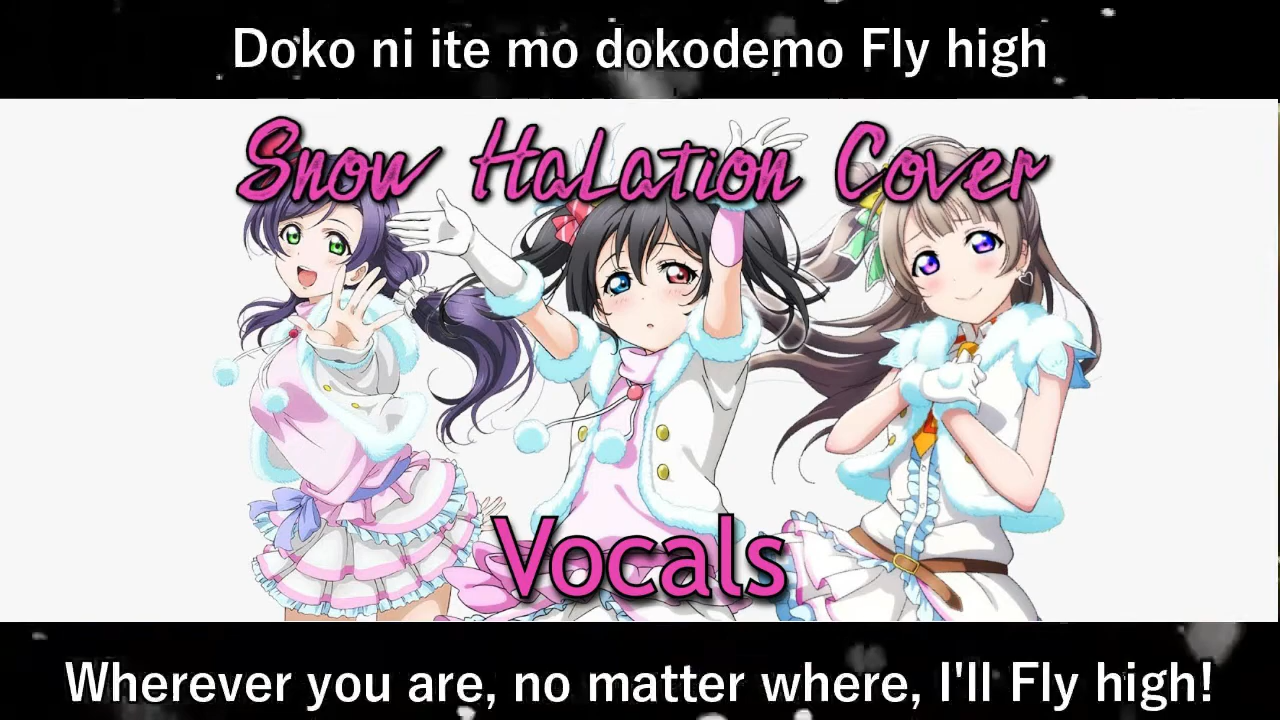 Doko ni ite mo dokodemo Fly high
Snow HaLation Cover
Vocals
Wherever you are, no matter where, I'll Fly high!